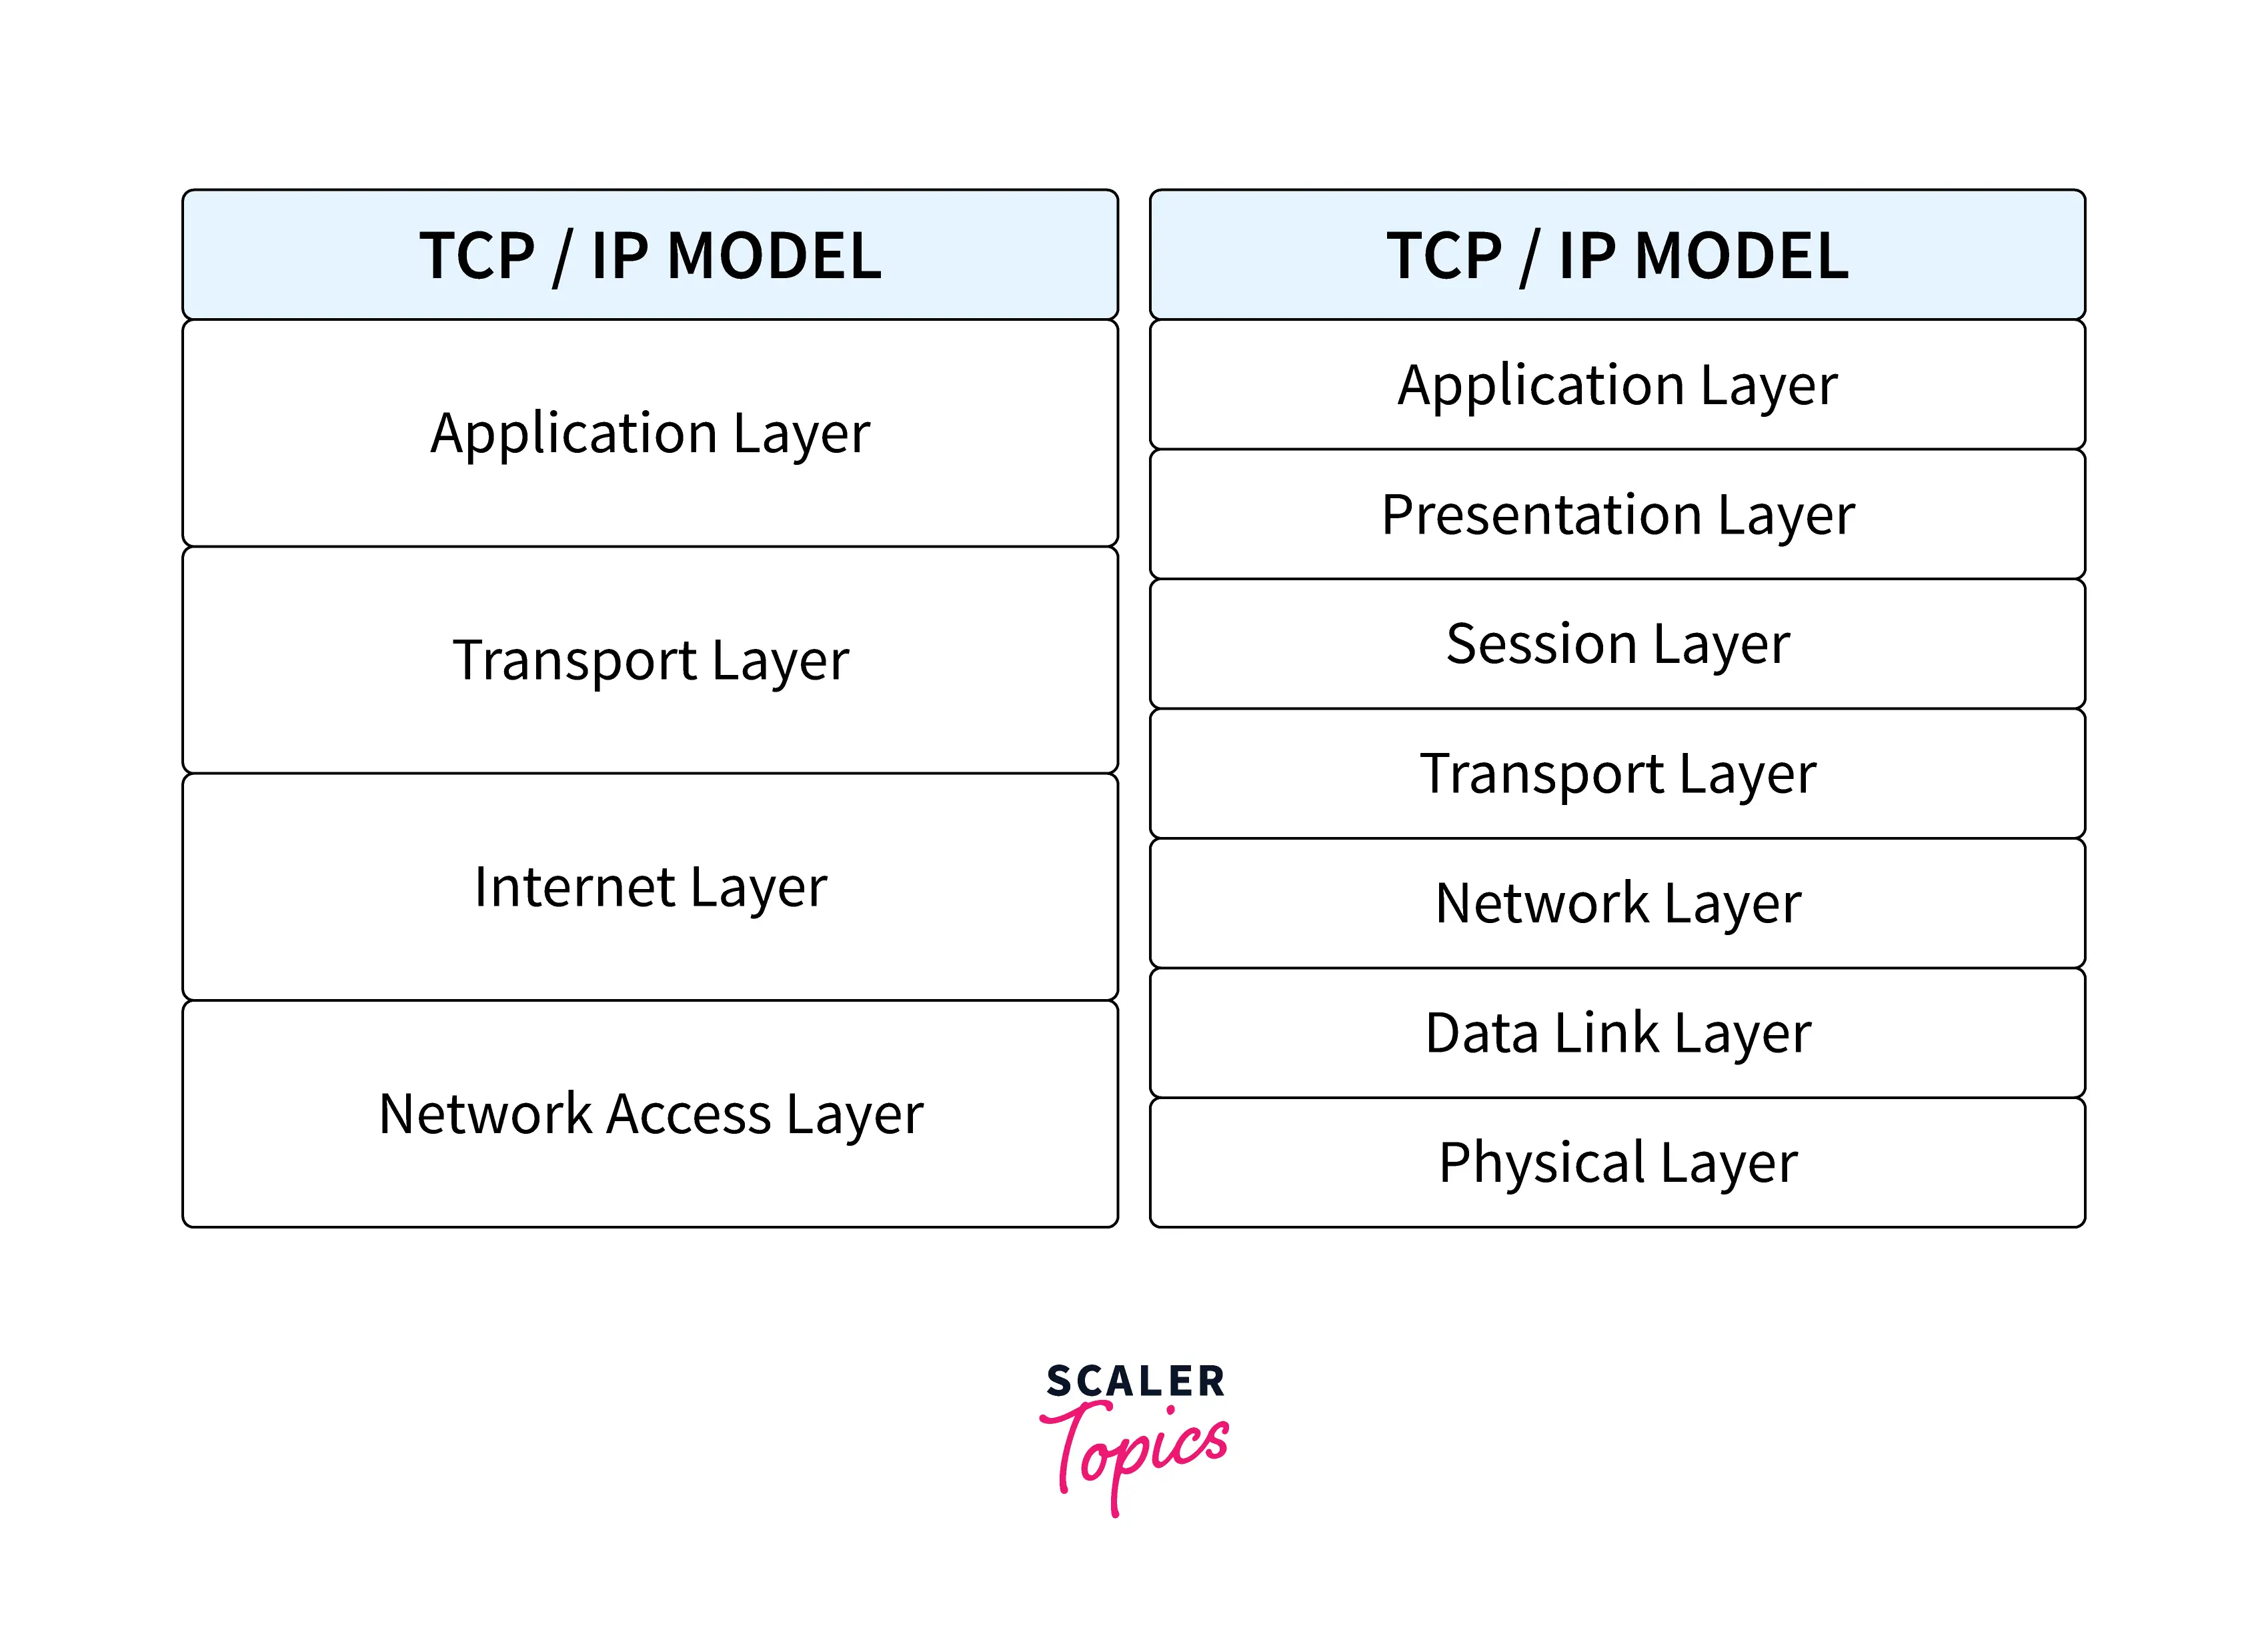 TCP / IP MODEL
Application Layer
Transport Layer
Internet Layer
Network Access Layer
TCP / IP MODEL
Application Layer
Presentation Layer
Session Layer
Transport Layer
Network Layer
Data Link Layer
Physical Layer
SCALER
Topics